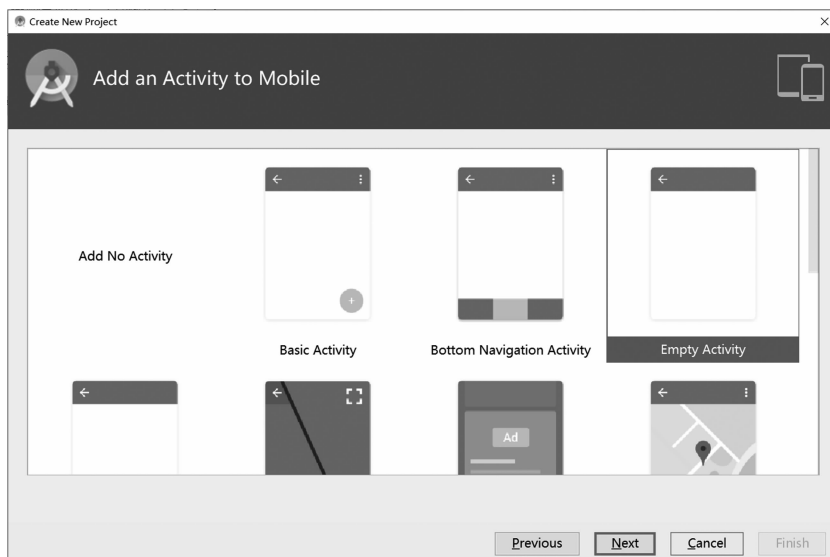 Create New Project
Add an Activity to Mobile
Add No Activity
Basic Activity
Bottom Navigation Activity
Empty Activity
Ad
Previous
Next
Cancel
Finish